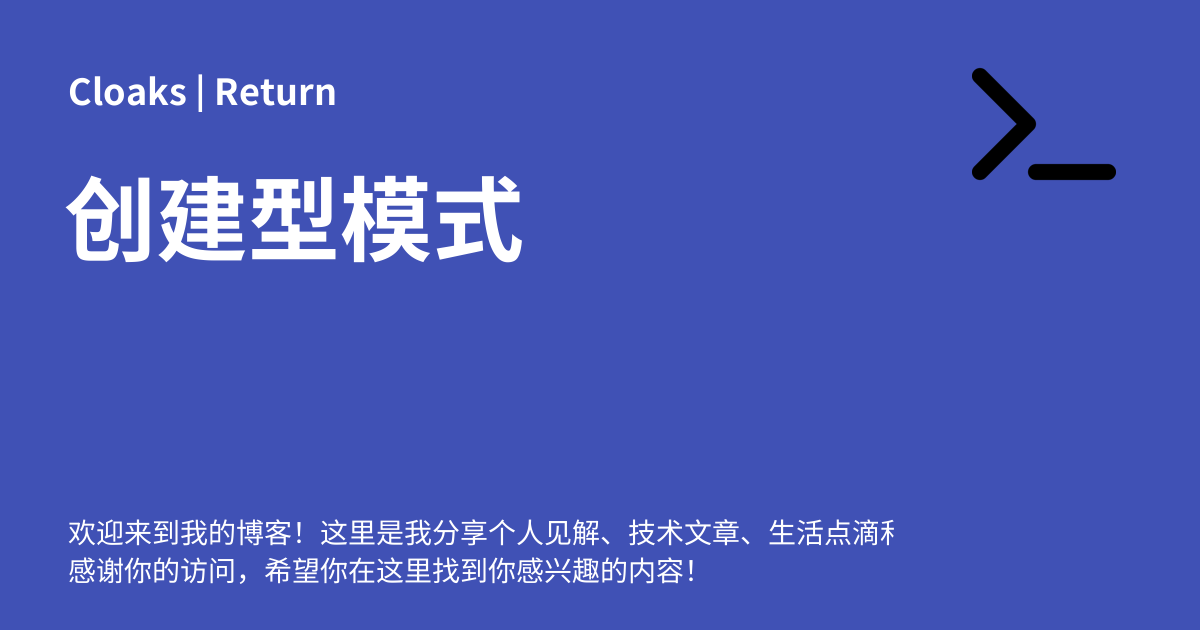 Cloaks | Return
创建型模式
欢迎来到我的博客！这里是我分享个人见解、技术文章、生活点滴
感谢你的访问，希望你在这里找到你感兴趣的内容！